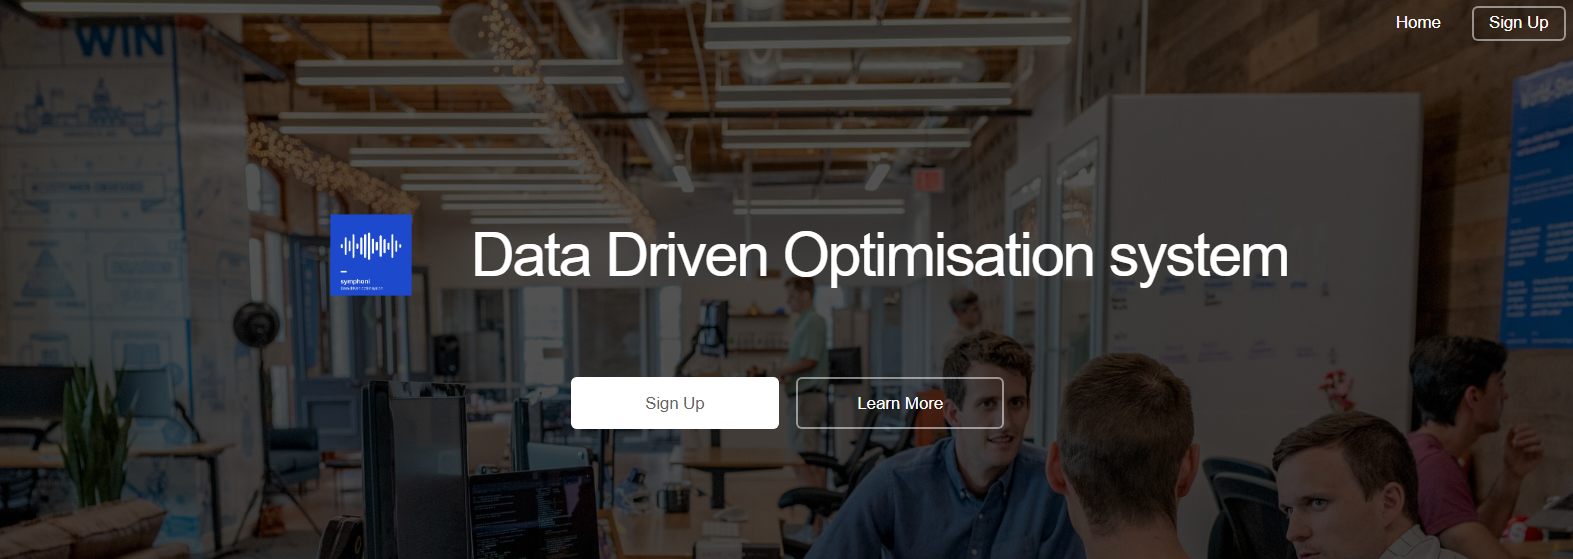 Home
Sign Up
WIN
symphoni
Data Driven Optimisation system
Sign Up
Learn More